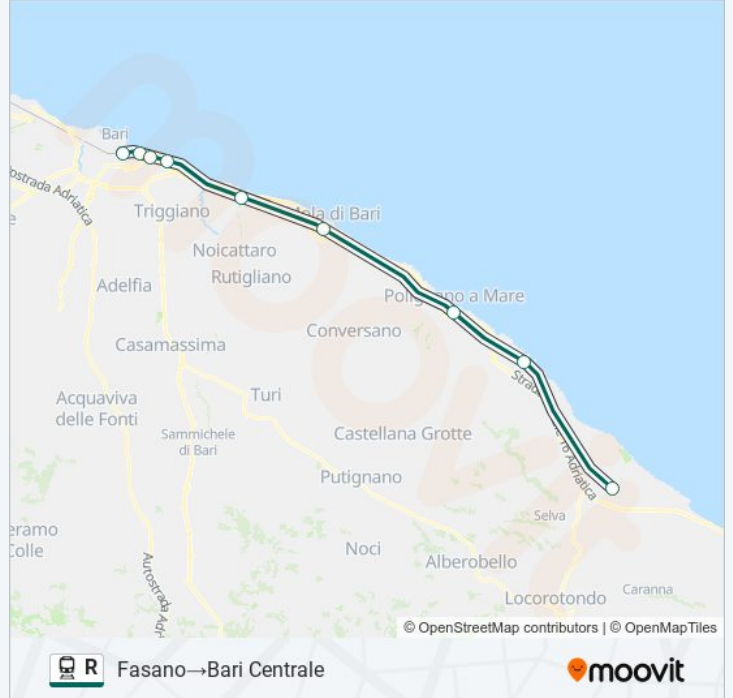 Bari
Autostrada Adriatica
Triggiano
Mola di Bari
Noicattaro
Rutigliano
Adelfia
Polignano a Mare
Conversano
Casamassima
Turi
Acquaviva
delle Fonti
Sammichele
di Bari
Castellana Grotte
Putignano
Selva
eramo
Colle
Noci
Alberobello
Locorotondo
Caranna
© OpenStreetMap contributors | © OpenMapTiles
R Fasano→Bari Centrale
moovit